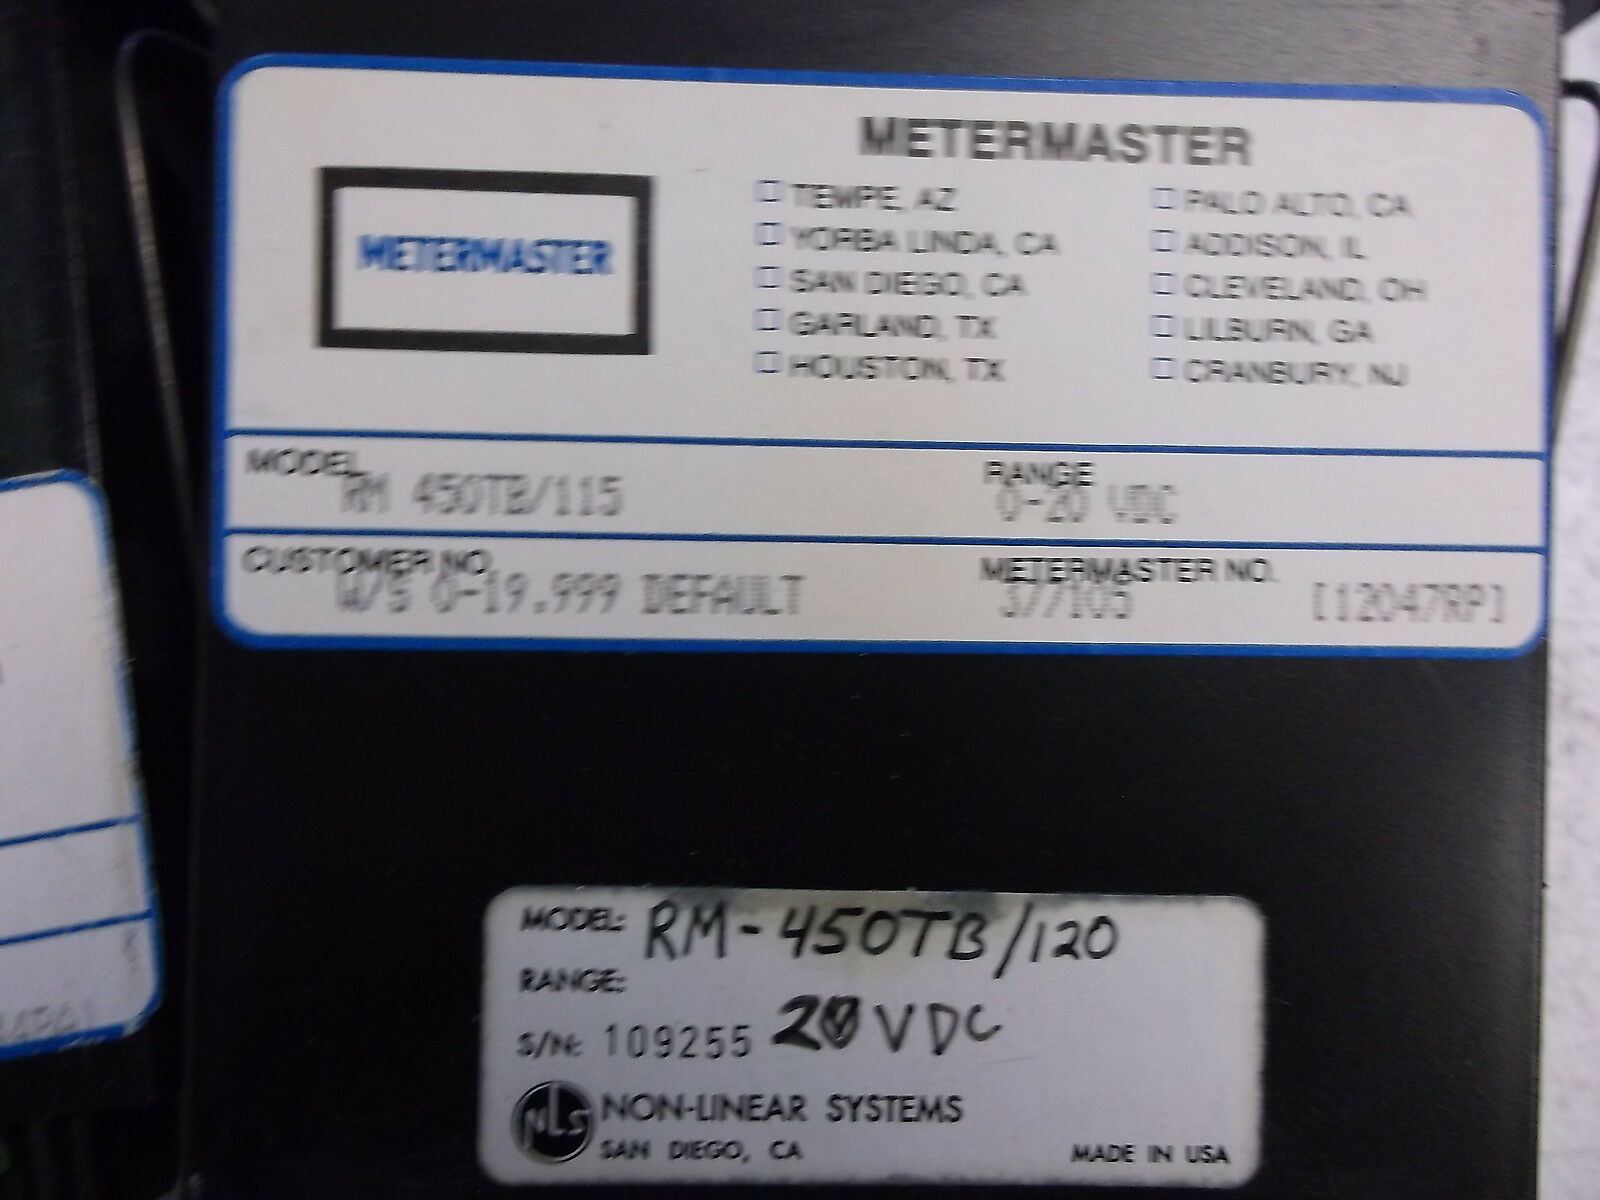 METERMASTER
METERMASTER
TEMPE, AZ
YORBA LINDA, CA
SAN DIEGO, CA
GARLAND, TX
HOUSTON, TX
PALO ALTO, CA
ADDISON, IL
CLEVELAND, OH
LILBURN, GA
CRANBURY, NJ
MODEL RM 450TB/115
RANGE 0-20 VDC
CUSTOMER NO. W/S 0-19.999 DEFAULT
METERMASTER NO. 377105 [12047RP]
MODEL: RM-450TB/120
RANGE:
S/N: 109255 20 VDC
NLS NON-LINEAR SYSTEMS
SAN DIEGO, CA MADE IN USA